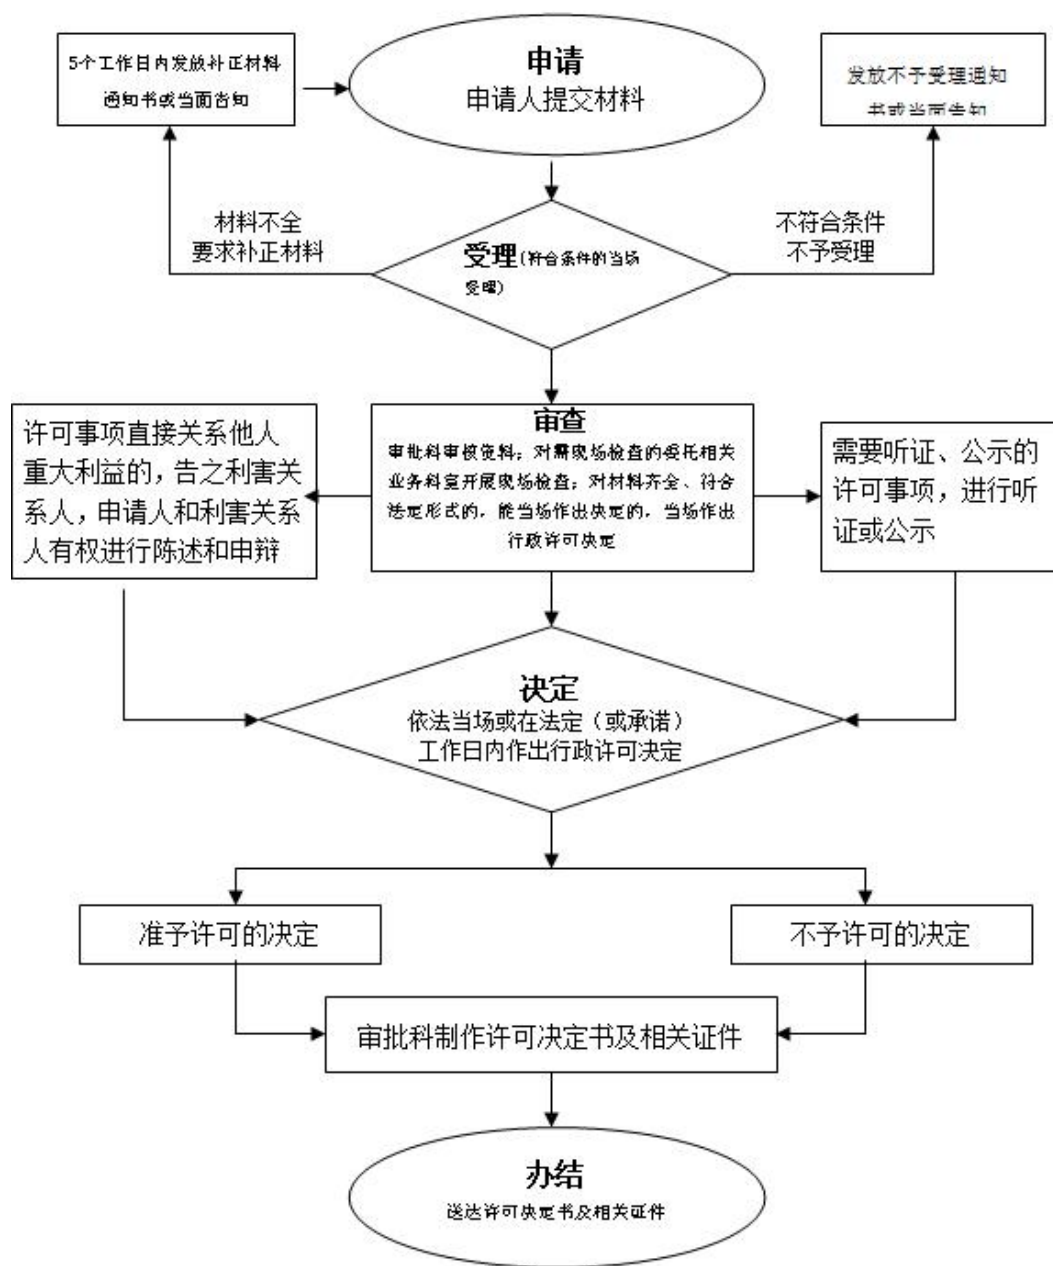 5个工作日内发放补正材料
通知书或当面告知
申请
申请人提交材料
发放不予受理通知
书或当面告知
材料不全
要求补正材料
不符合条件
不予受理
受理(符合条件的当场
受理)
许可事项直接关系他人
重大利益的，告之利害关
系人，申请人和利害关系
人有权进行陈述和申辩
审查
审批科审核资料；对需现场检查的委托相关
业务科室开展现场检查；对材料齐全、符合
法定形式的，能当场作出决定的，当场作出
行政许可决定
需要听证、公示的
许可事项，进行听
证或公示
决定
依法当场或在法定（或承诺）
工作日内作出行政许可决定
准予许可的决定
不予许可的决定
审批科制作许可决定书及相关证件
办结
送达许可决定书及相关证件